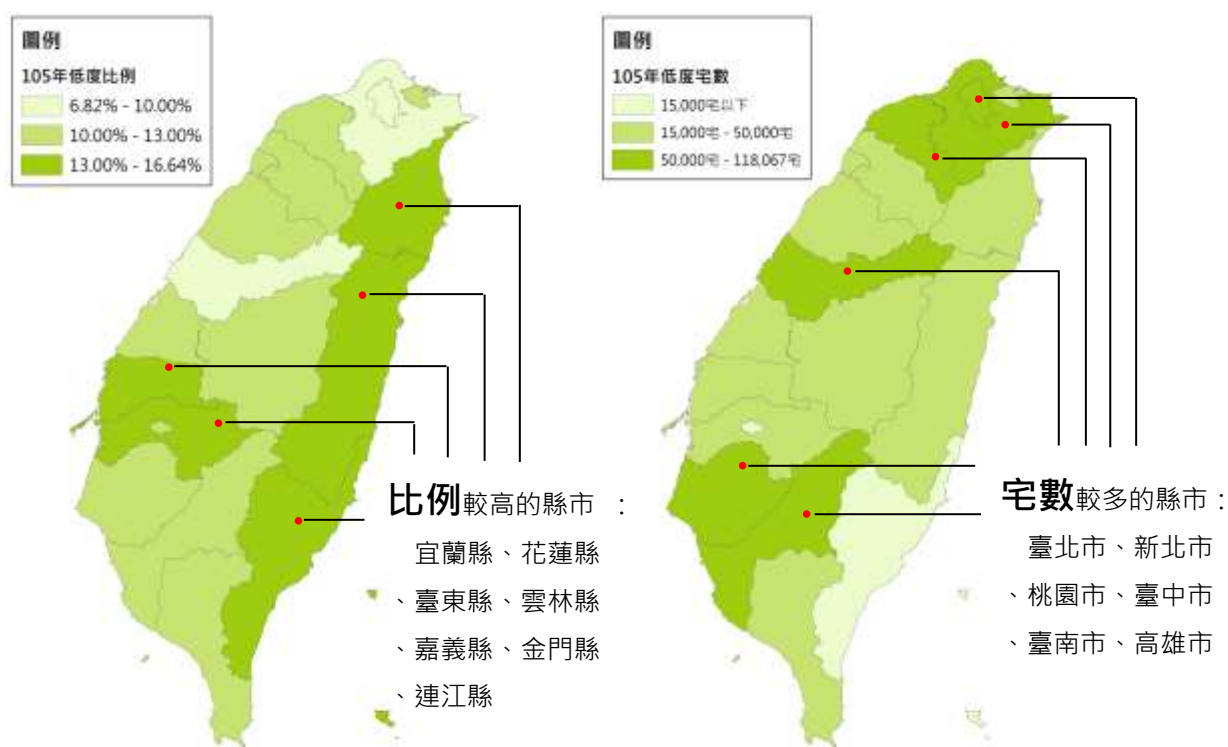 圖例
105年低度比例
6.82% - 10.00%
10.00% - 13.00%
13.00% - 16.64%
比例較高的縣市 :
宜蘭縣、花蓮縣
、臺東縣、雲林縣
、嘉義縣、金門縣
、連江縣
圖例
105年低度宅數
15,000宅以下
15,000宅 - 50,000宅
50,000宅 - 118,067宅
宅數較多的縣市:
臺北市、新北市
、桃園市、臺中市
、臺南市、高雄市